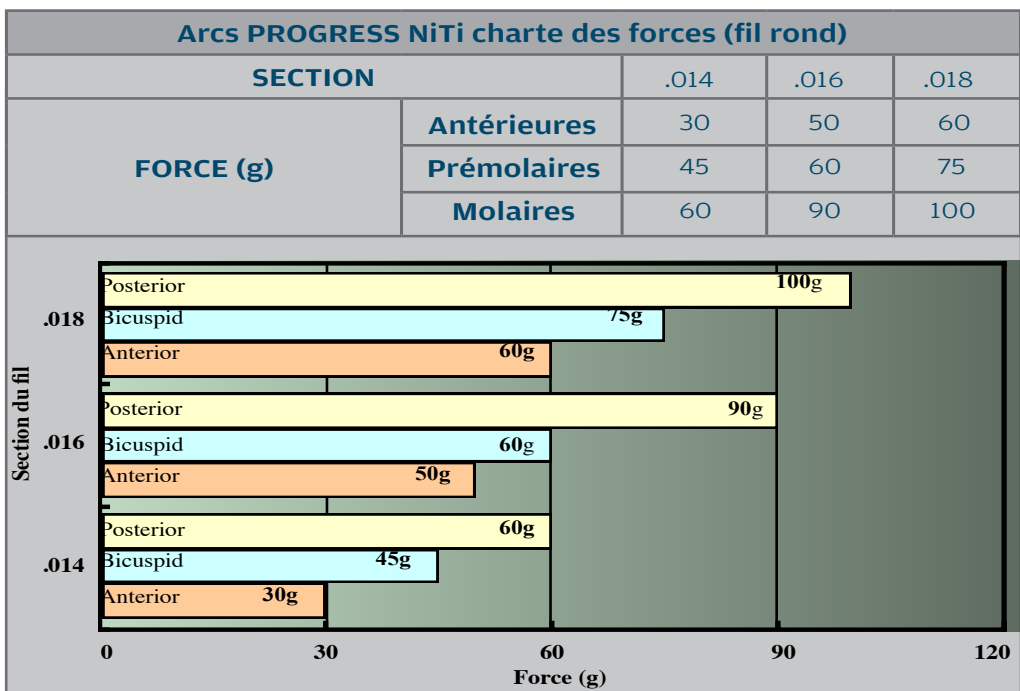 Arcs PROGRESS NiTi charte des forces (fil rond)
SECTION .014 .016 .018
FORCE (g)
Antérieures 30 50 60
Prémolaires 45 60 75
Molaires 60 90 100
Section du fil
.018
Posterior 100g
Bicuspid 75g
Anterior 60g
.016
Posterior 90g
Bicuspid 60g
Anterior 50g
.014
Posterior 60g
Bicuspid 45g
Anterior 30g
0 30 60 90 120
Force (g)